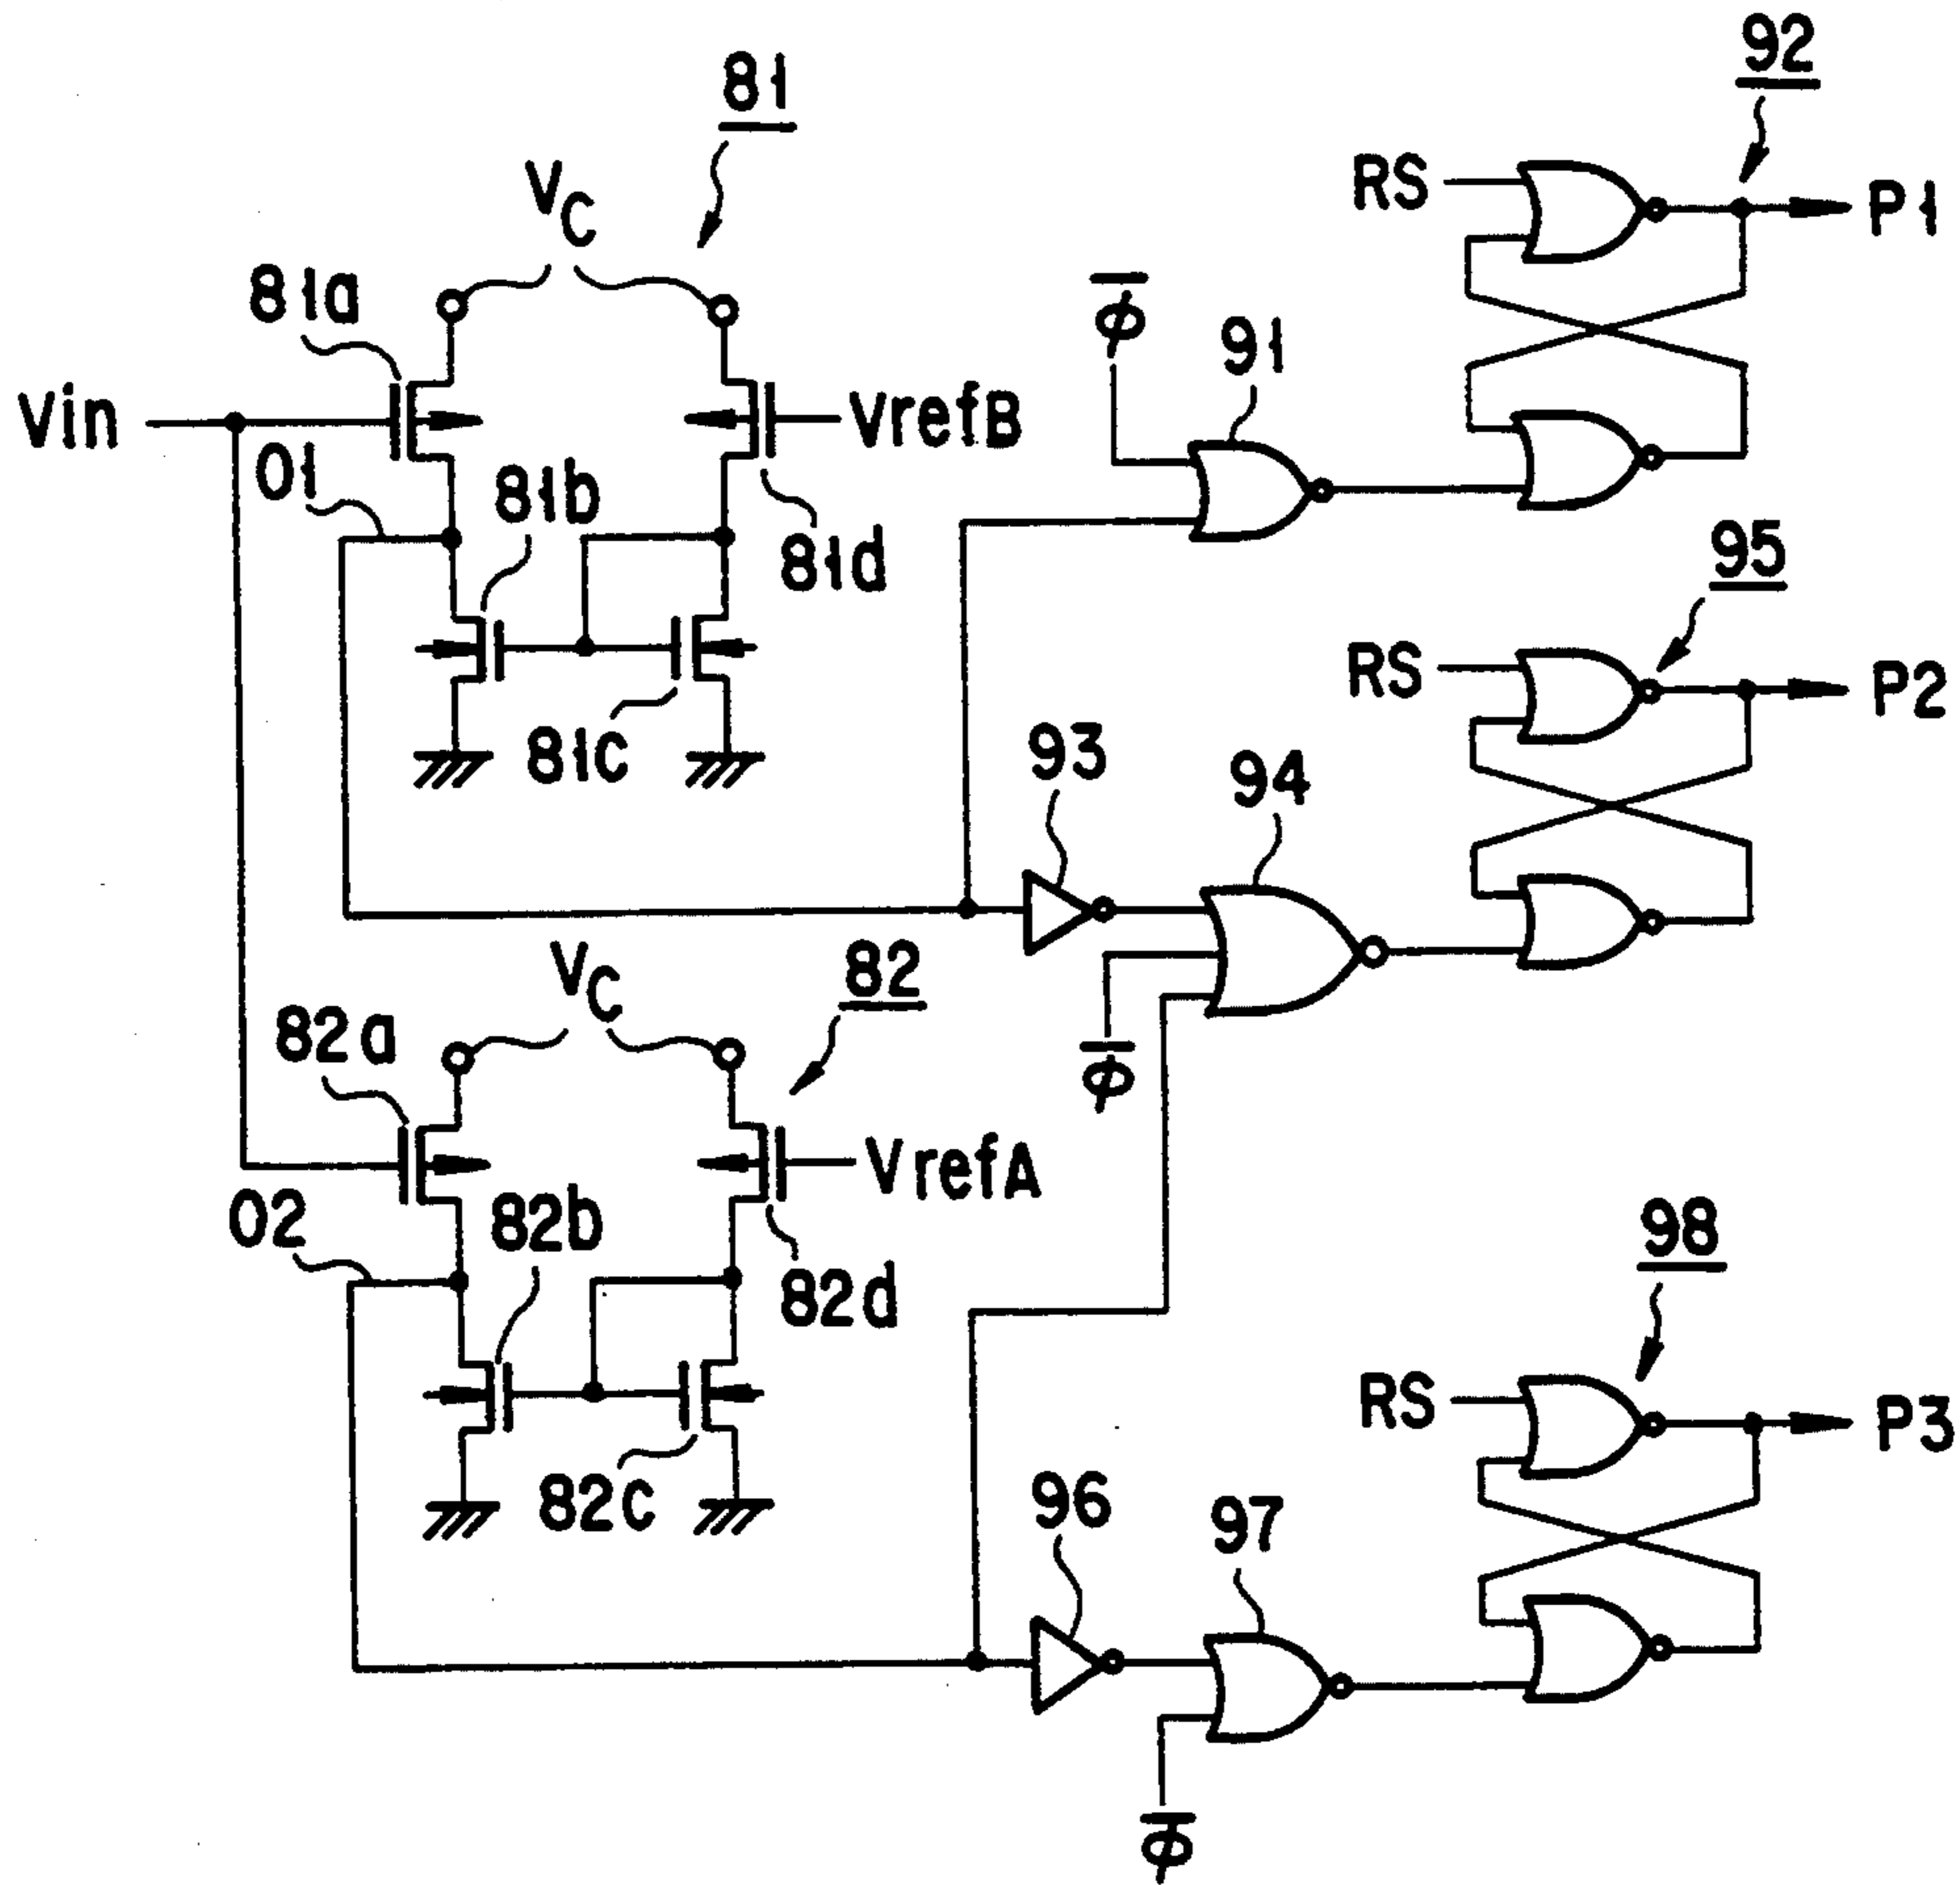 92
81
RS
P1
VC
81a
φ̅
91
Vin
VrefB
01
81b
81d
95
RS
P2
81C
93
94
VC
82
82a
φ̅
VrefA
02
82b
98
82d
RS
P3
82C
96
97
φ̅